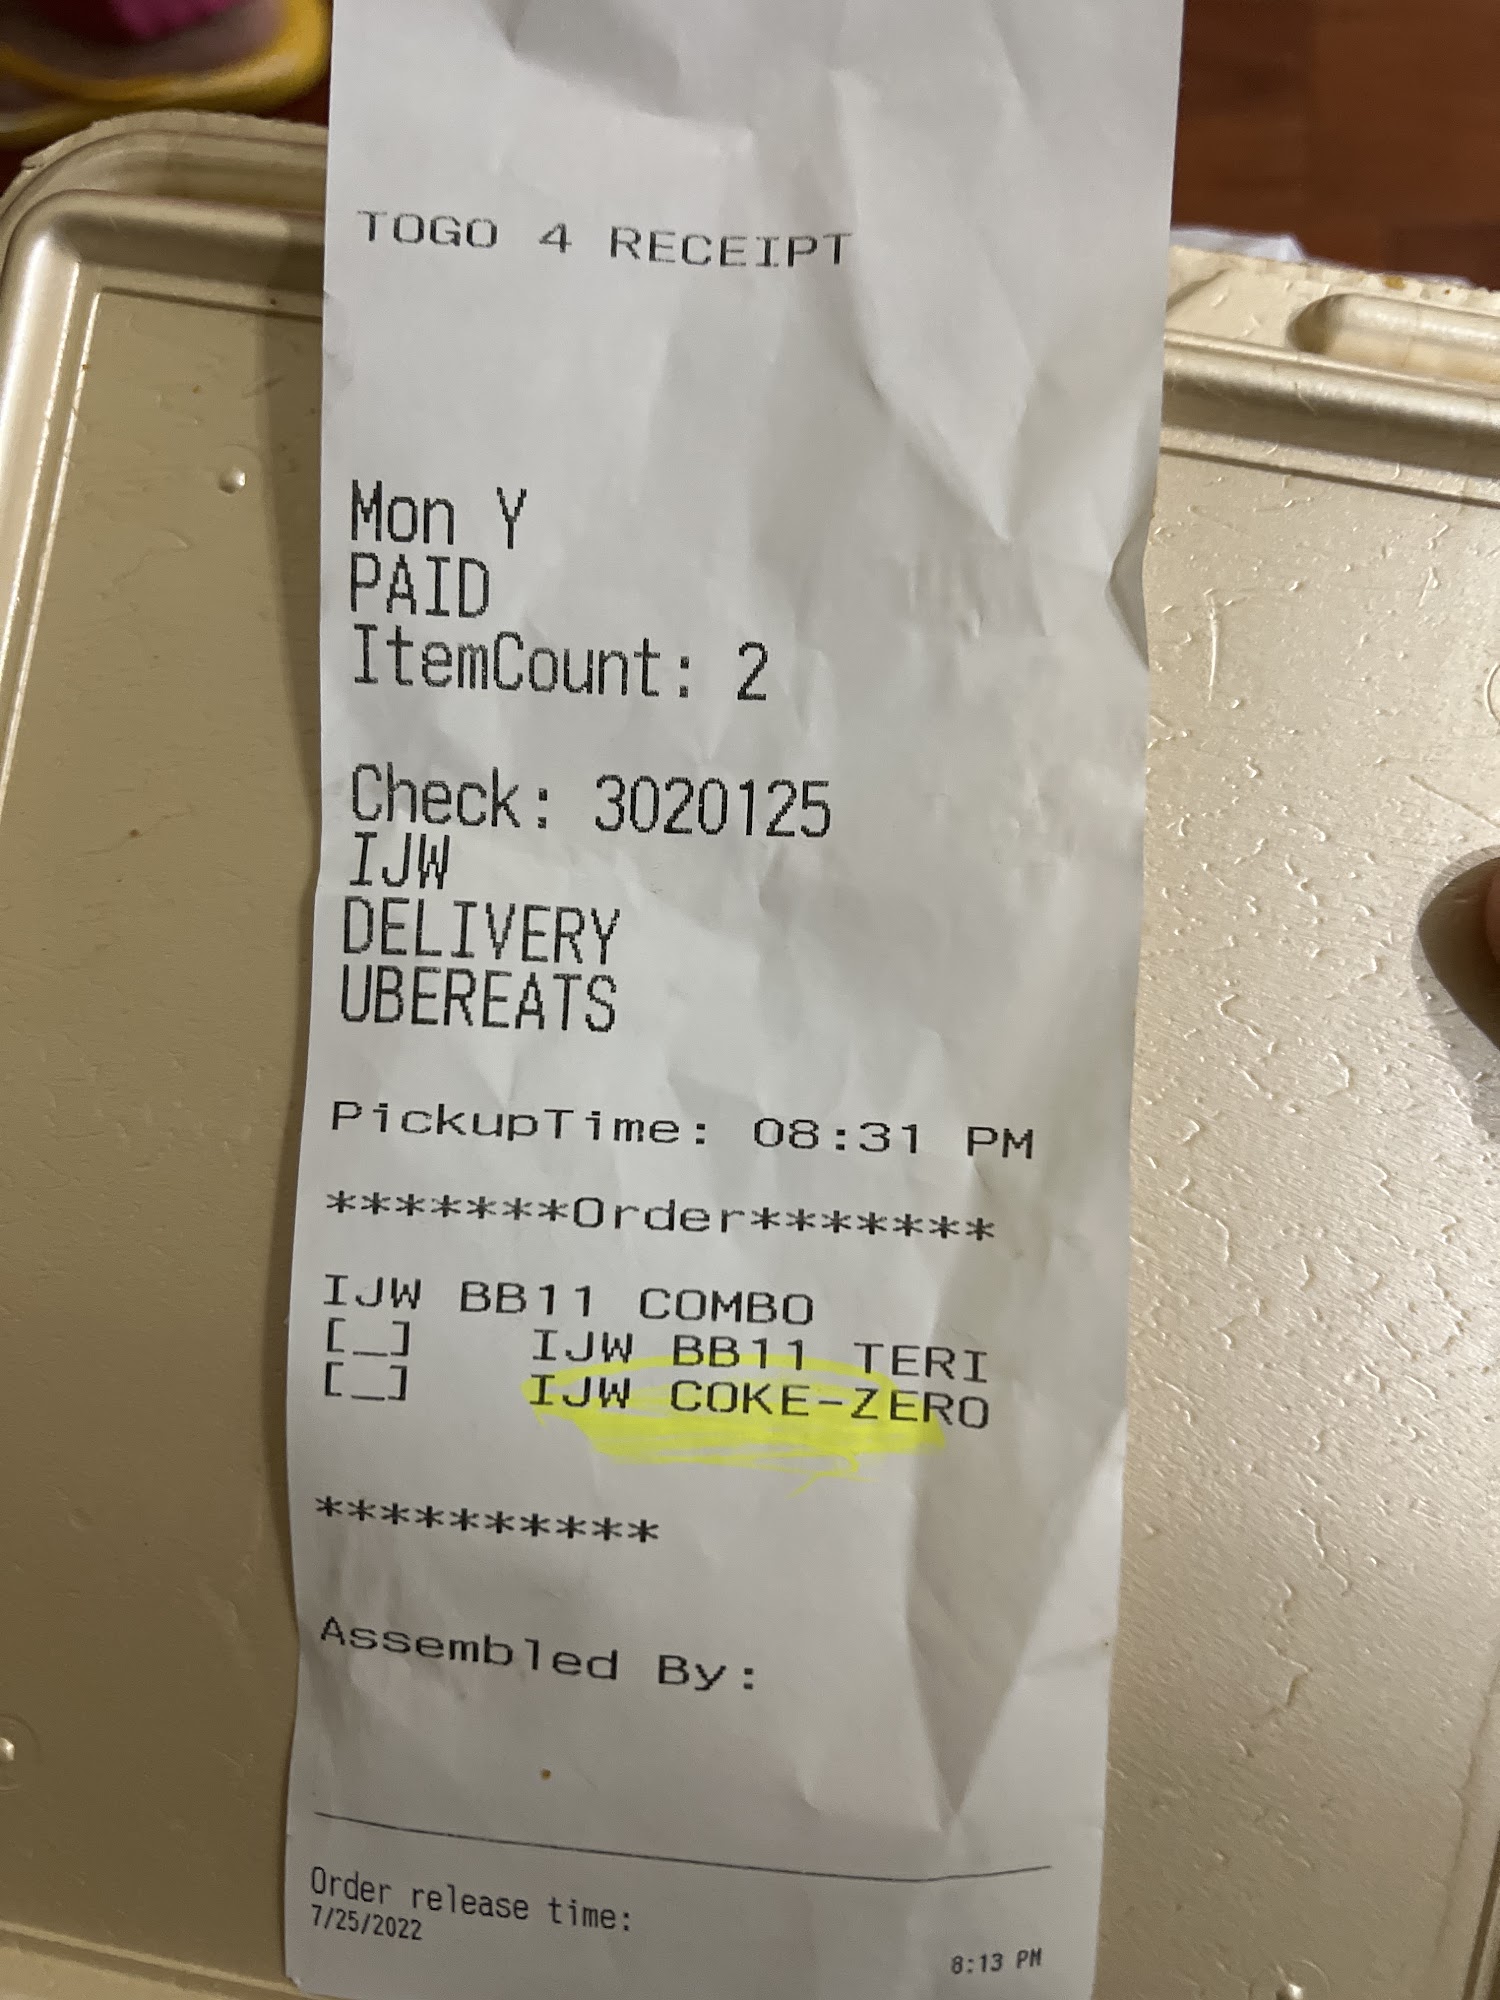 TOGO 4 RECEIPT
Mon Y
PAID
ItemCount: 2
Check: 3020125
IJW
DELIVERY
UBEREATS
PickupTime: 08:31 PM
*******Order*******
IJW BB11 COMBO
[_] IJW BB11 TERI
[_] IJW COKE-ZERO
**********
Assembled By:
Order release time:
7/25/2022
8:13 PM